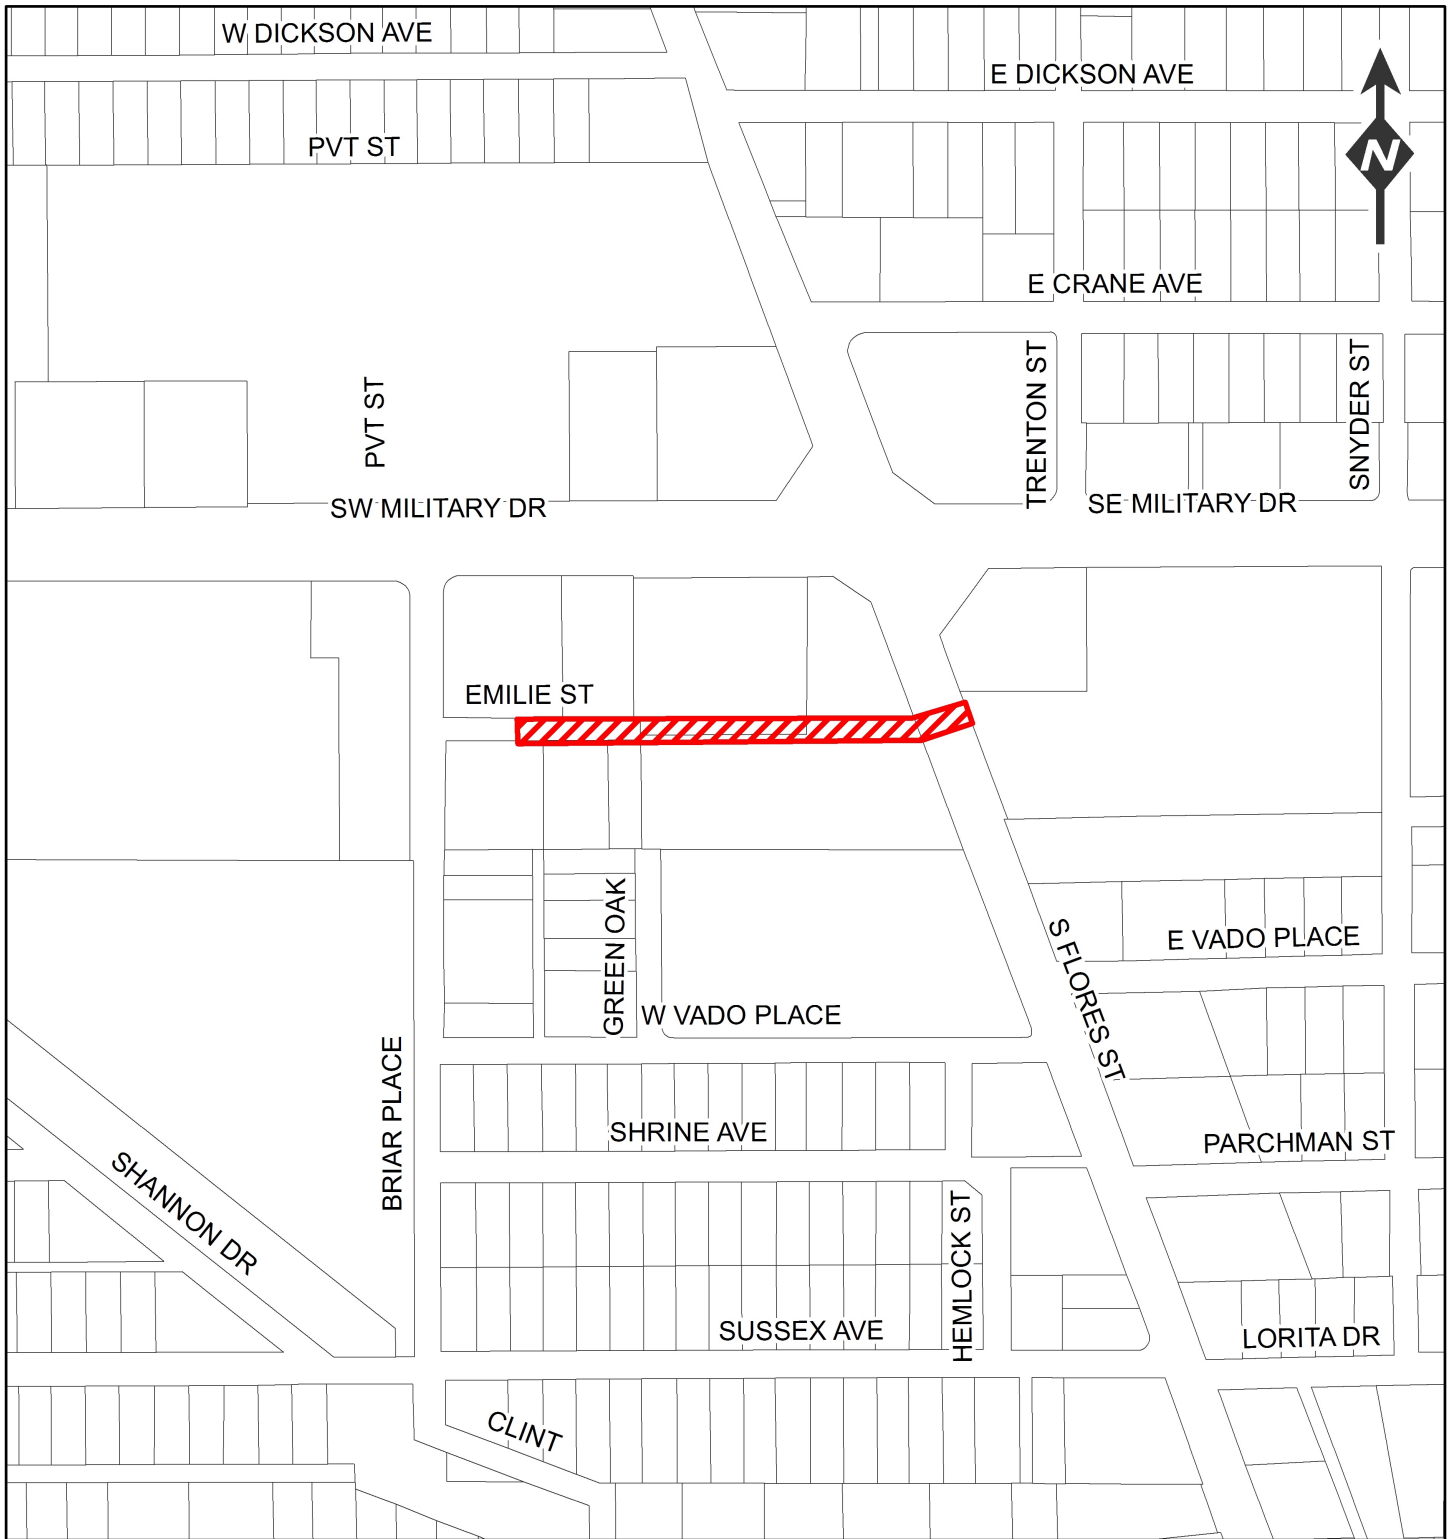 W DICKSON AVE
E DICKSON AVE
PVT ST
N
E CRANE AVE
TRENTON ST
SNYDER ST
PVT ST
SW MILITARY DR
SE MILITARY DR
EMILIE ST
GREEN OAK
E VADO PLACE
W VADO PLACE
S FLORES ST
BRIAR PLACE
SHRINE AVE
PARCHMAN ST
SHANNON DR
HEMLOCK ST
SUSSEX AVE
LORITA DR
CLINT